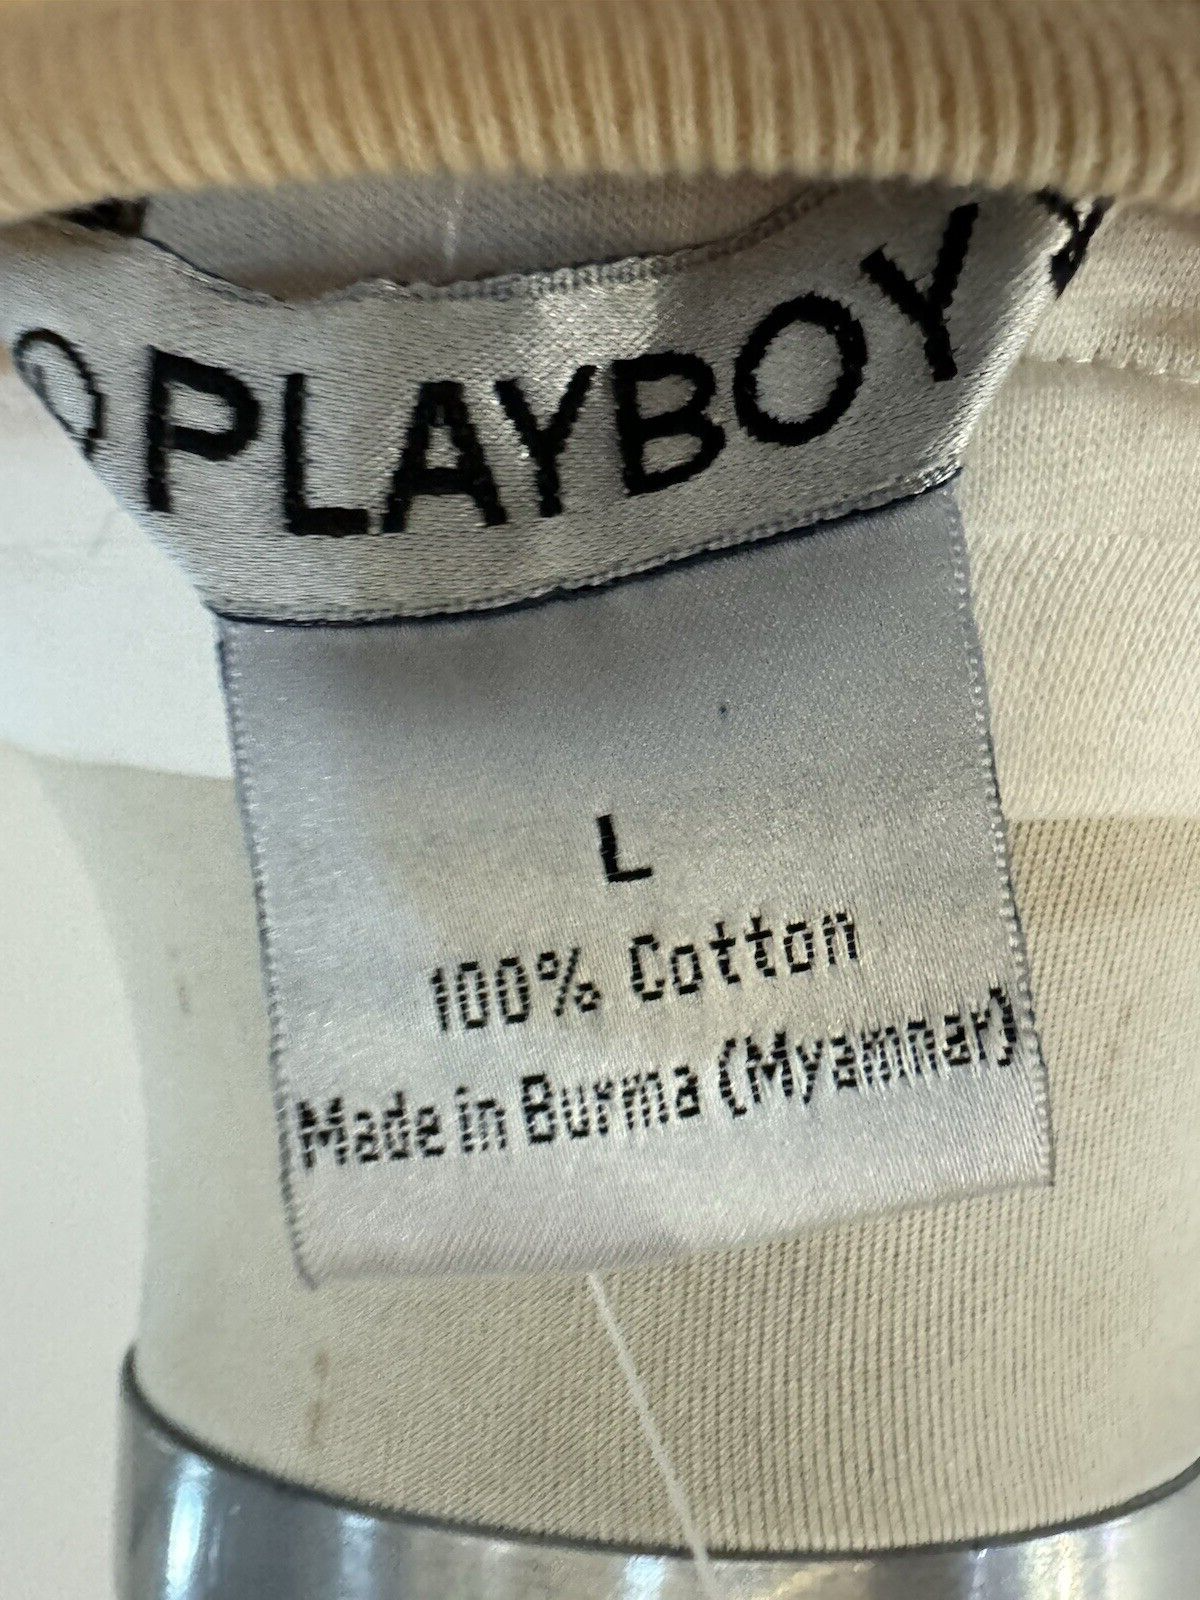 PLAYBOY
L
100% Cotton
Made in Burma (Myamnar)